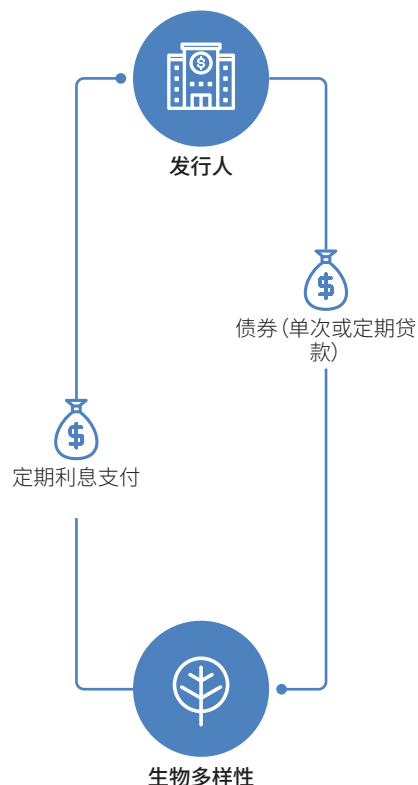 发行人
债券（单次或定期贷
款）
定期利息支付
生物多样性